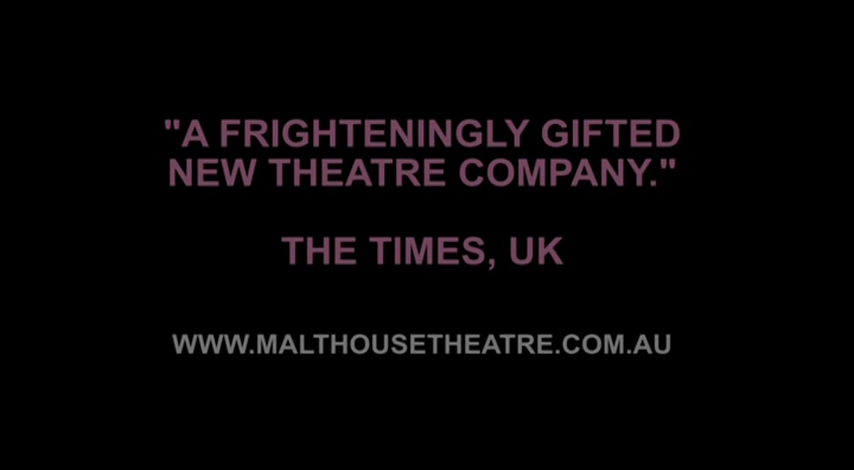 "A FRIGHTENINGLY GIFTED
NEW THEATRE COMPANY."
THE TIMES, UK
WWW.MALTHOUSETHEATRE.COM.AU